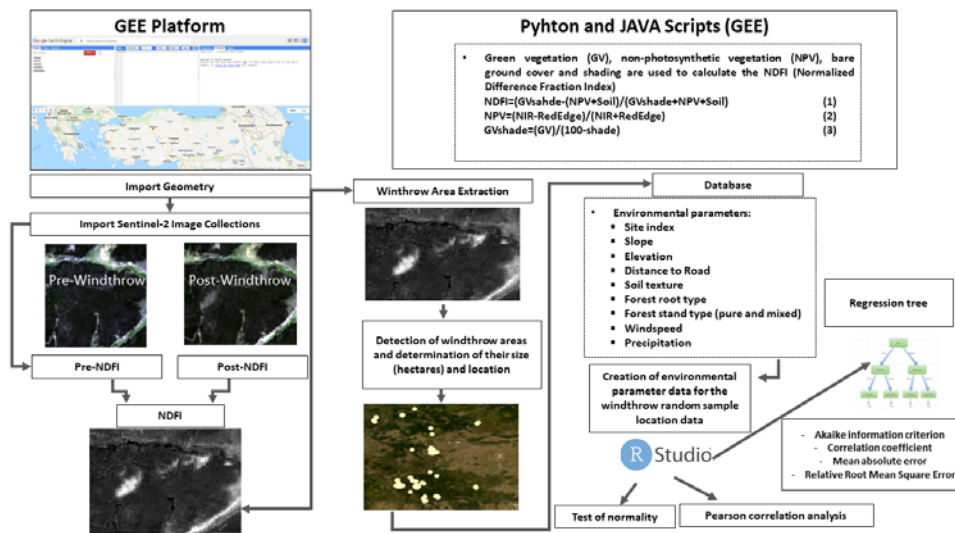 GEE Platform
Google Earth Engine
Import Geometry
Import Sentinel-2 Image Collections
Pre-Windthrow
Post-Windthrow
Pre-NDFI
Post-NDFI
NDFI
Winthrow Area Extraction
Detection of windthrow areas
and determination of their size
(hectares) and location
Pyhton and JAVA Scripts (GEE)
Green vegetation (GV), non-photosynthetic vegetation (NPV), bare
ground cover and shading are used to calculate the NDFI (Normalized
Difference Fraction Index)
NDFI=(GVsahde-(NPV+Soil)/(GVshade+NPV+Soil) (1)
NPV=(NIR-RedEdge)/(NIR+RedEdge) (2)
GVshade=(GV)/(100-shade) (3)
Database
Environmental parameters:
Site index
Slope
Elevation
Distance to Road
Soil texture
Forest root type
Forest stand type (pure and mixed)
Windspeed
Precipitation
Creation of environmental
parameter data for the
windthrow random sample
location data
R Studio
Test of normality
Pearson correlation analysis
Regression tree
- Akaike information criterion
- Correlation coefficient
- Mean absolute error
- Relative Root Mean Square Error